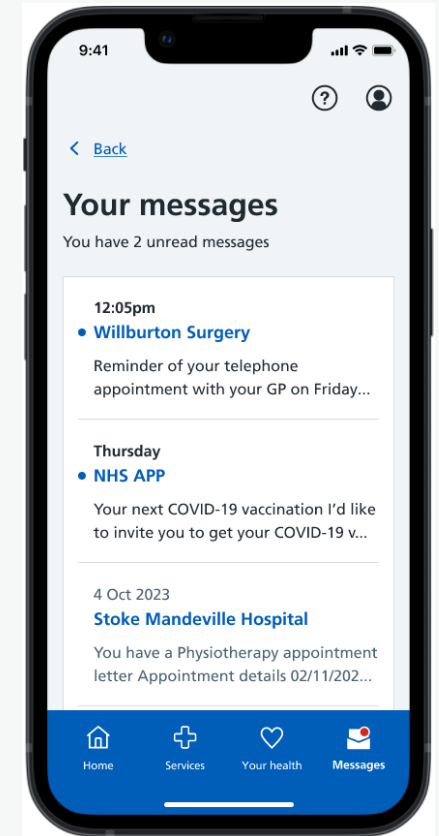 9:41
Back
Your messages
You have 2 unread messages
12:05pm
Willburton Surgery
Reminder of your telephone
appointment with your GP on Friday...
Thursday
NHS APP
Your next COVID-19 vaccination I’d like
to invite you to get your COVID-19 v...
4 Oct 2023
Stoke Mandeville Hospital
You have a Physiotherapy appointment
letter Appointment details 02/11/202...
Home Services Your health Messages